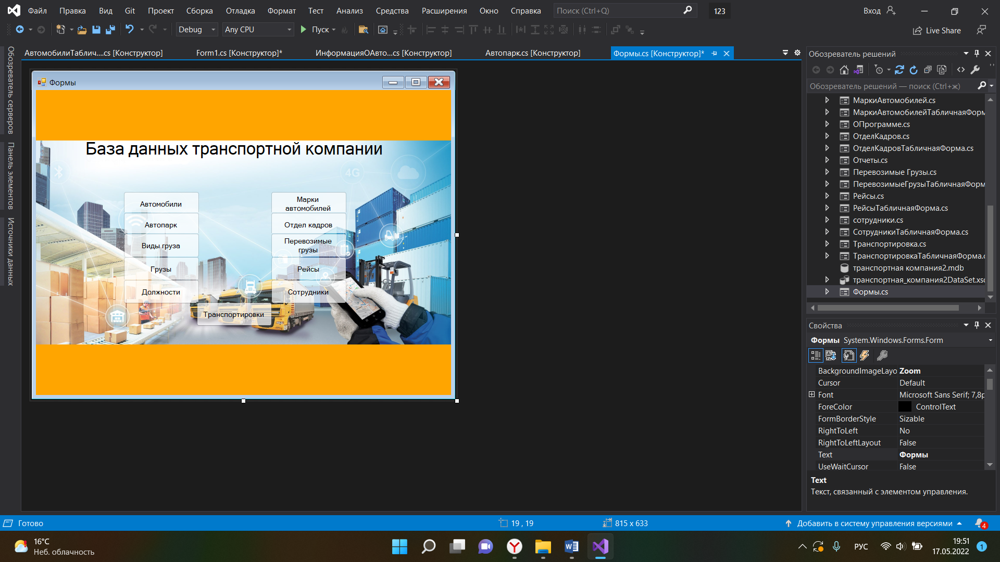 Файл Правка Вид Git Проект Сборка Отладка Формат Тест Анализ Средства Расширения Окно Справка Поиск (Ctrl+Q) 123 Вход
Debug Any CPU Пуск Live Share
АвтомобилиТаблич....cs [Конструктор] Form1.cs [Конструктор]* ИнформацияОАвто...cs [Конструктор] Автопарк.cs [Конструктор] Формы.cs [Конструктор]*
Обозреватель серверов
Панель элементов
Источники данных
Формы
База данных транспортной компании
4G
Автомобили
Автопарк
Виды груза
Грузы
Должности
Марки
автомобилей
Отдел кадров
Перевозимые
грузы
Рейсы
Сотрудники
Транспортировки
Обозреватель решений
Обозреватель решений — поиск (Ctrl+ж)
МаркиАвтомобилей.cs
МаркиАвтомобилейТабличнаяФорм
ОПрограмме.cs
ОтделКадров.cs
ОтделКадровТабличнаяФорма.cs
Отчеты.cs
Перевозимые Грузы.cs
ПеревозимыеГрузыТабличнаяФорм
Рейсы.cs
РейсыТабличнаяФорма.cs
сотрудники.cs
СотрудникиТабличнаяФорма.cs
Транспортировка.cs
ТранспортировкаТабличнаяФорма.c
транспортная компания2.mdb
транспортная_компания2DataSet.xsd
Формы.cs
Свойства
Формы System.Windows.Forms.Form
BackgroundImageLayo Zoom
Cursor Default
Font Microsoft Sans Serif; 7,8p
ForeColor ControlText
FormBorderStyle Sizable
RightToLeft No
RightToLeftLayout False
Text Формы
UseWaitCursor False
Text
Текст, связанный с элементом управления.
Готово 19 , 19 815 x 633 Добавить в систему управления версиями 4
16°C
Неб. облачность
РУС
19:51
17.05.2022
1